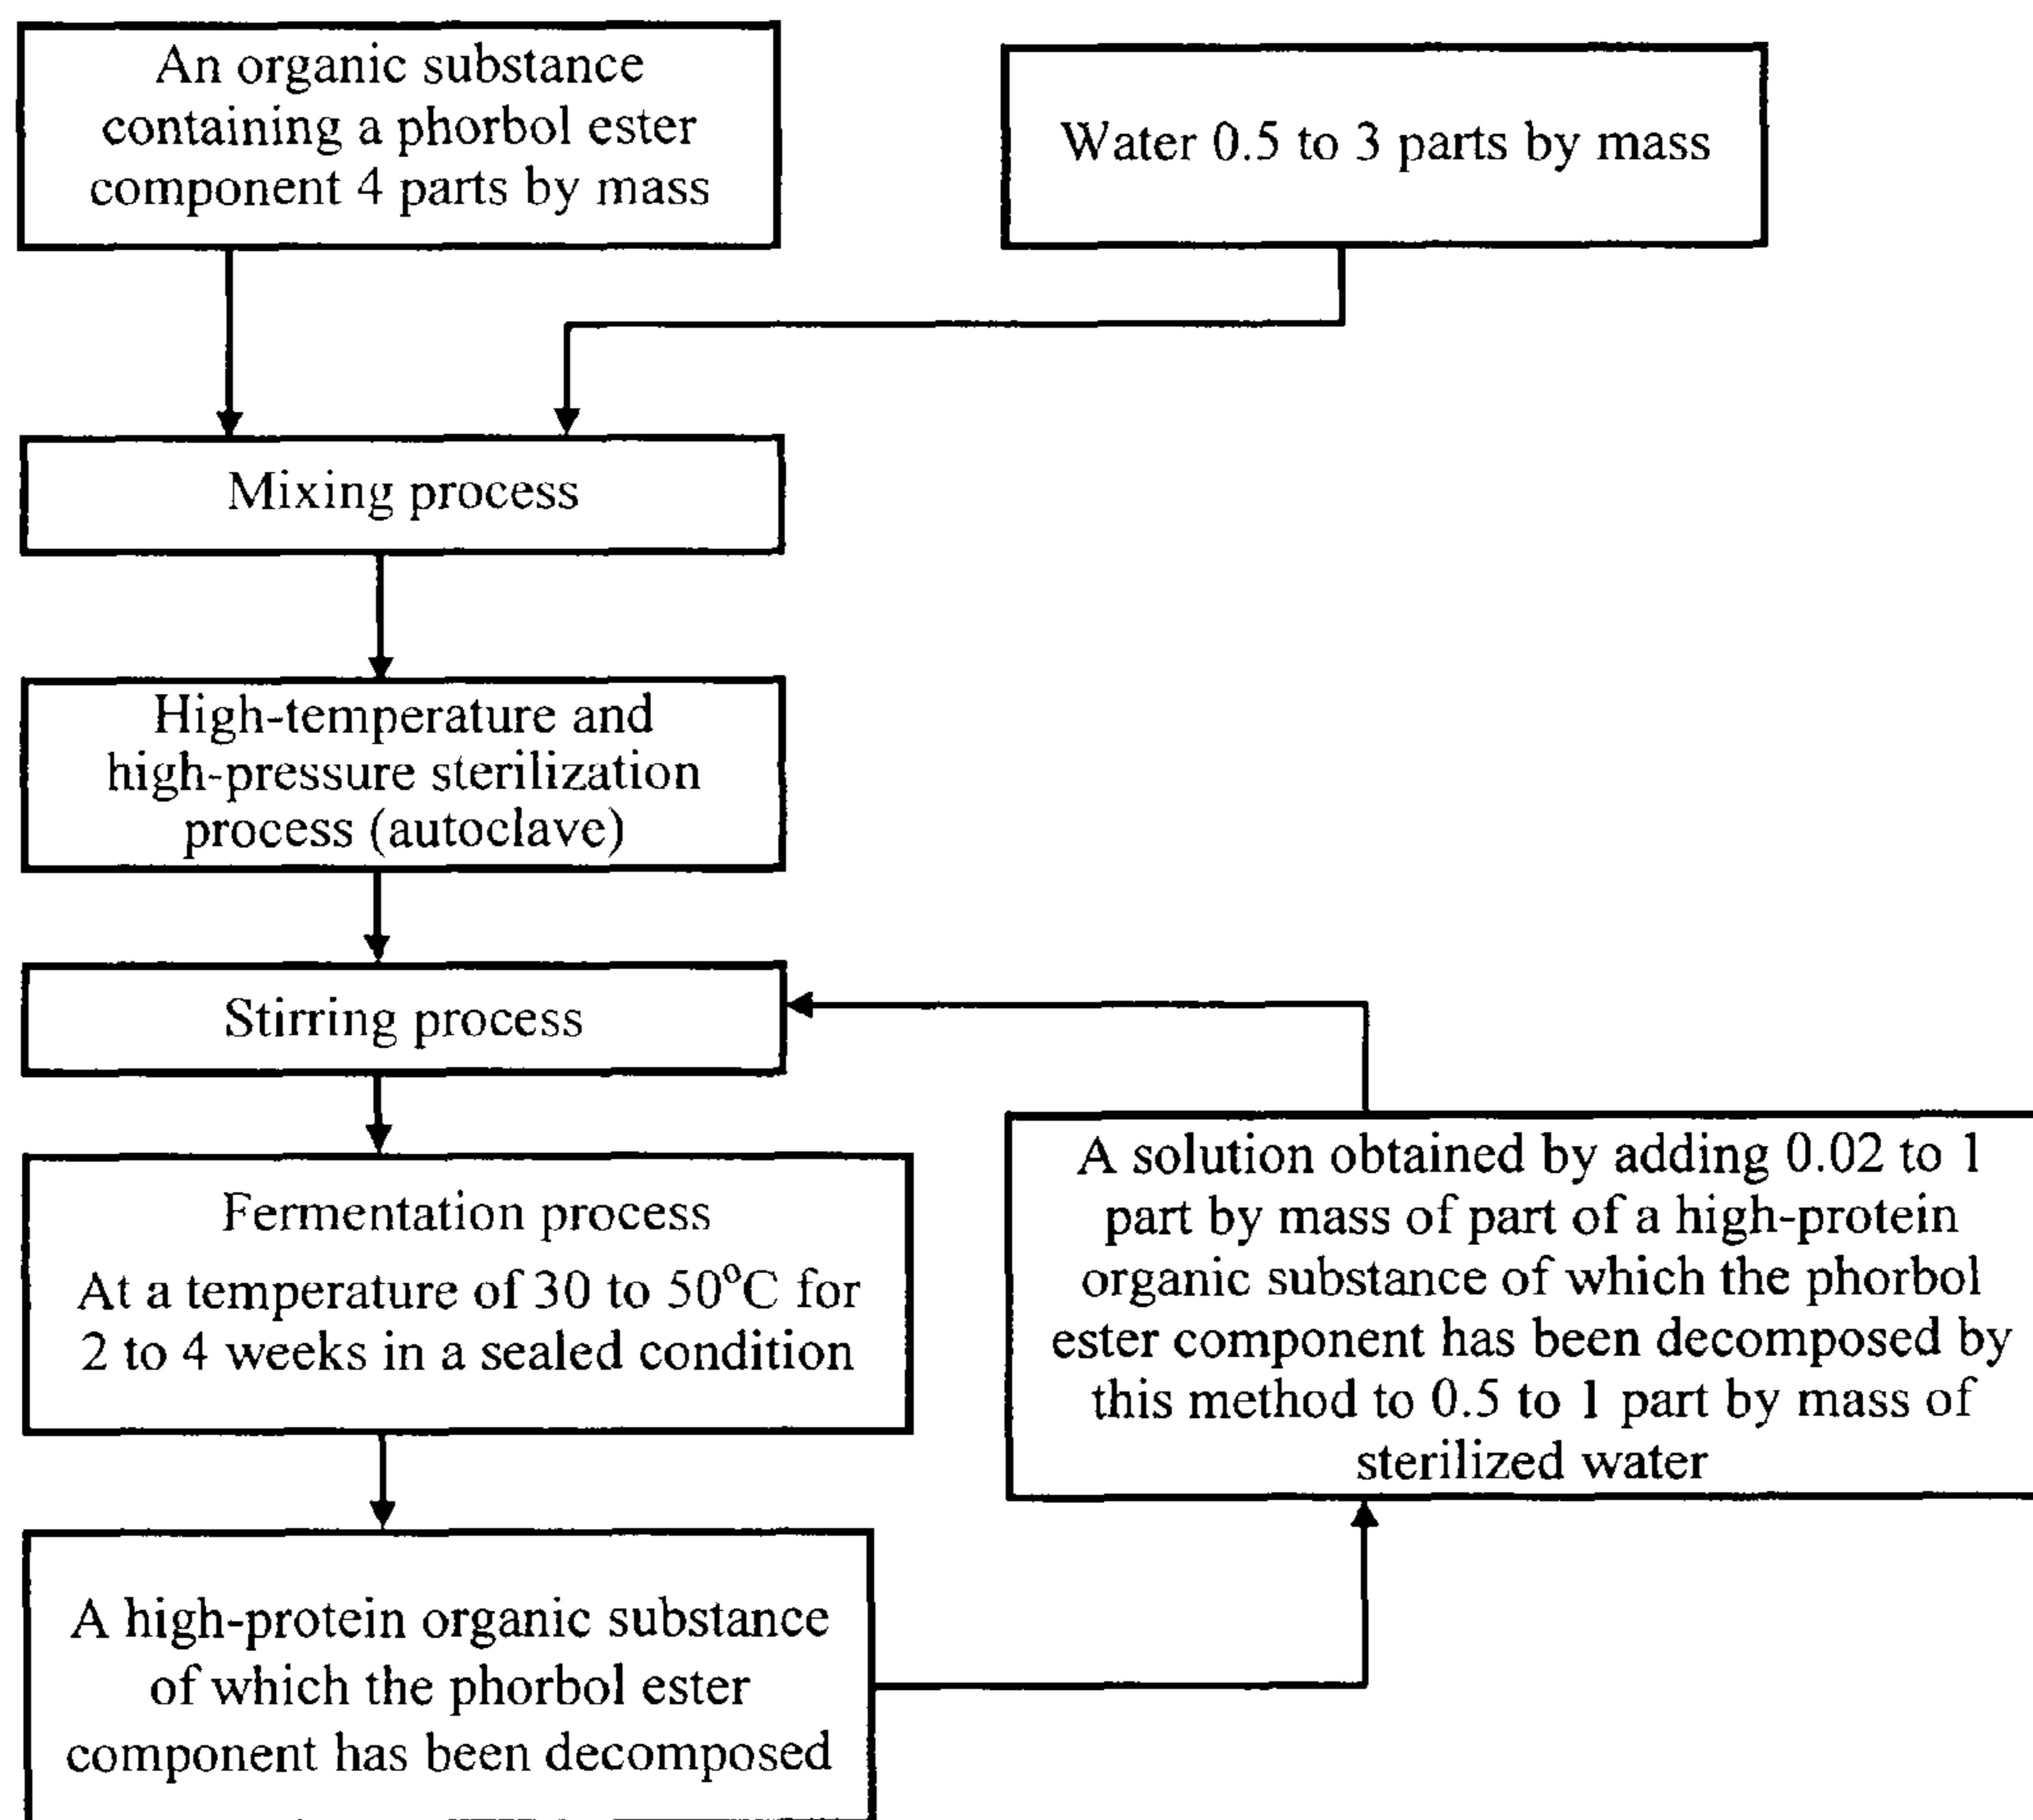 An organic substance
containing a phorbol ester
component 4 parts by mass
Water 0.5 to 3 parts by mass
Mixing process
High-temperature and
high-pressure sterilization
process (autoclave)
Stirring process
Fermentation process
At a temperature of 30 to 50°C for
2 to 4 weeks in a sealed condition
A solution obtained by adding 0.02 to 1
part by mass of part of a high-protein
organic substance of which the phorbol
ester component has been decomposed by
this method to 0.5 to 1 part by mass of
sterilized water
A high-protein organic substance
of which the phorbol ester
component has been decomposed